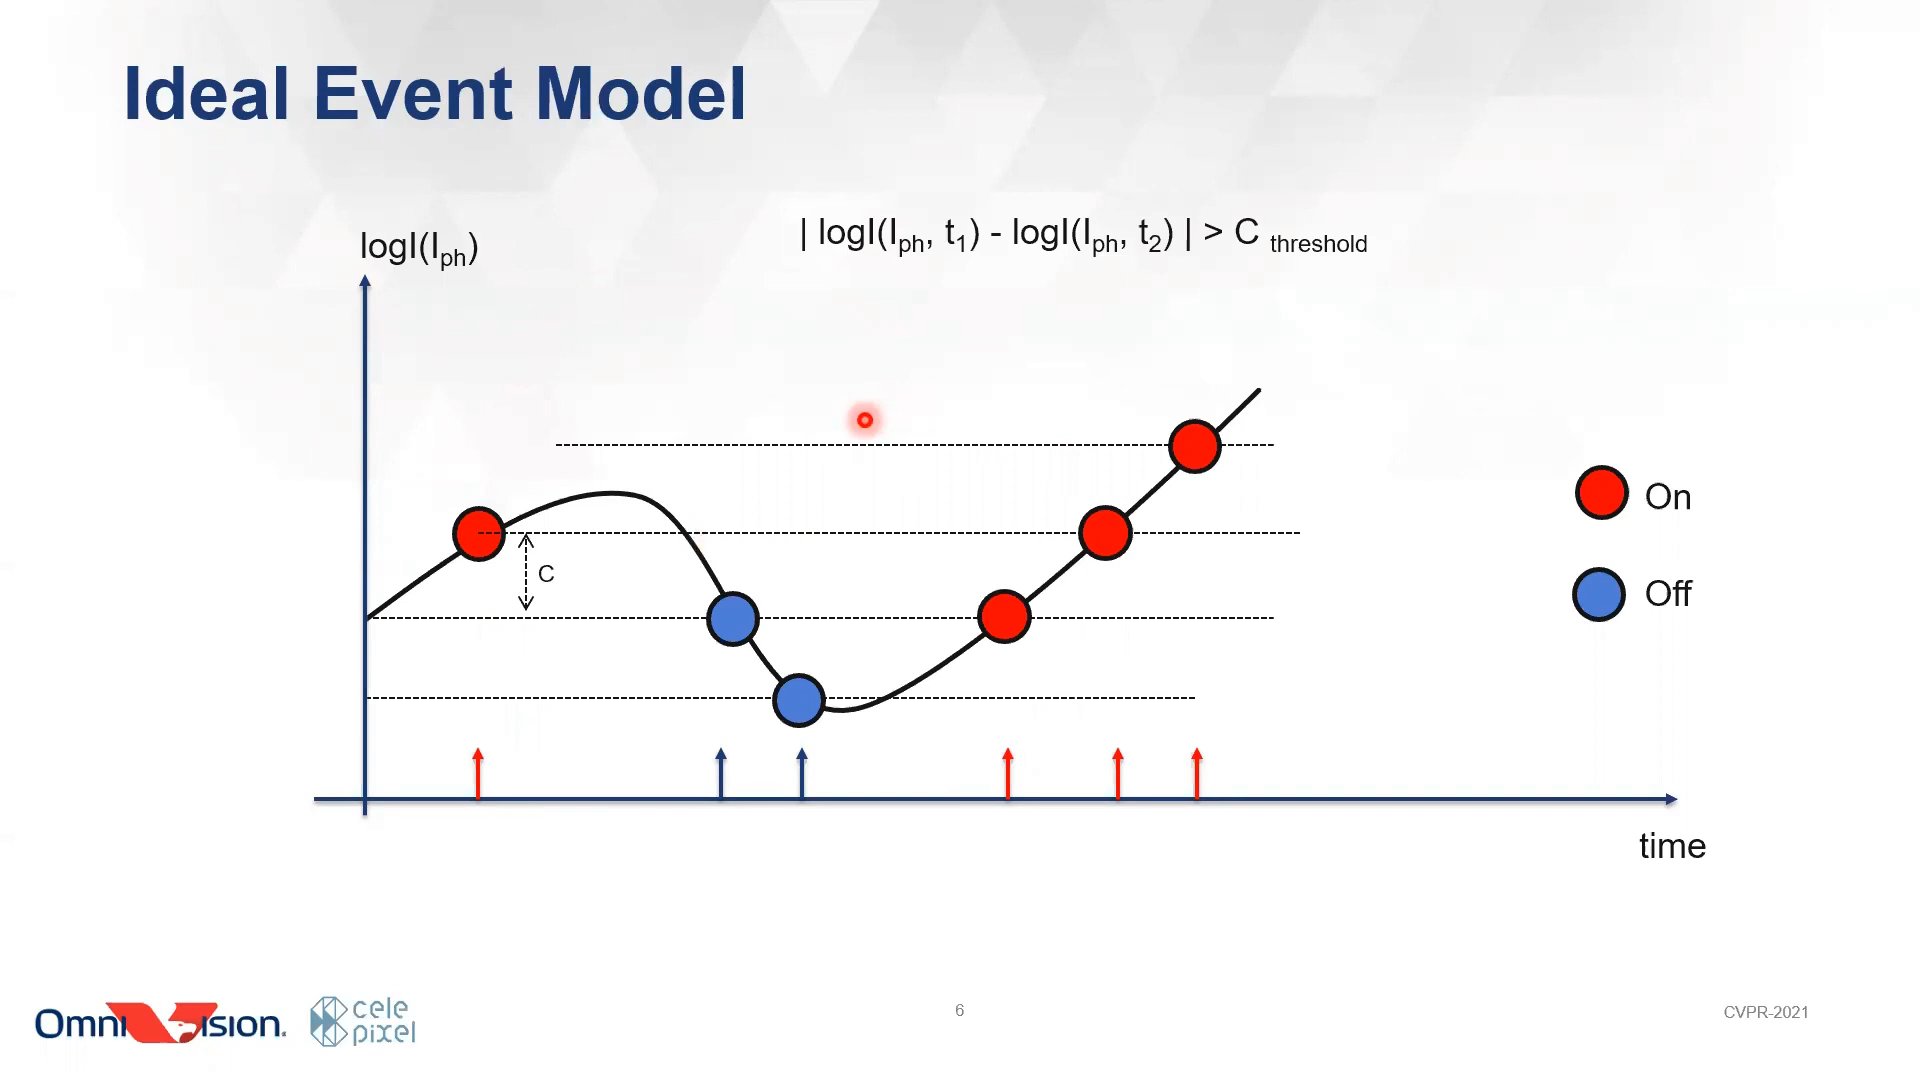 Ideal Event Model
logI(Iph)
| logI(Iph, t1) - logI(Iph, t2) | > C threshold
C
On
Off
time
OmniVision
cele
pixel
6
CVPR-2021